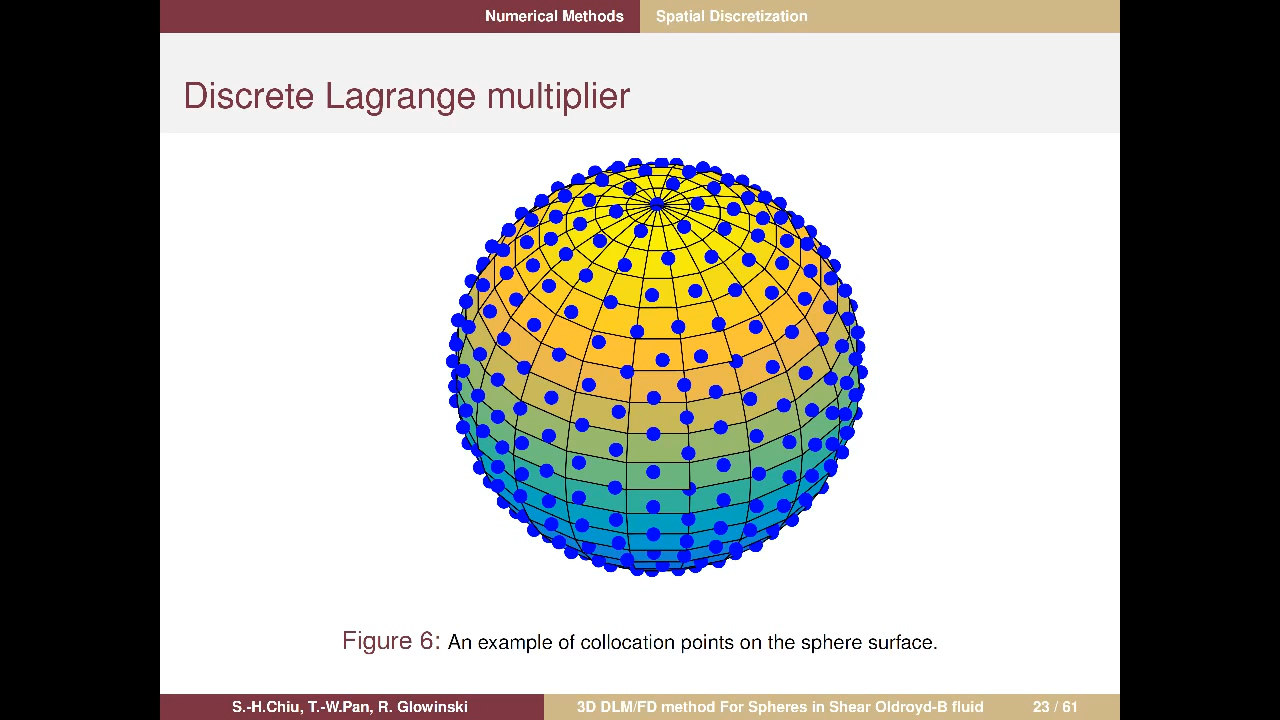 Numerical Methods Spatial Discretization
Discrete Lagrange multiplier
Figure 6: An example of collocation points on the sphere surface.
S.-H.Chiu, T.-W.Pan, R. Glowinski 3D DLM/FD method For Spheres in Shear Oldroyd-B fluid 23 / 61